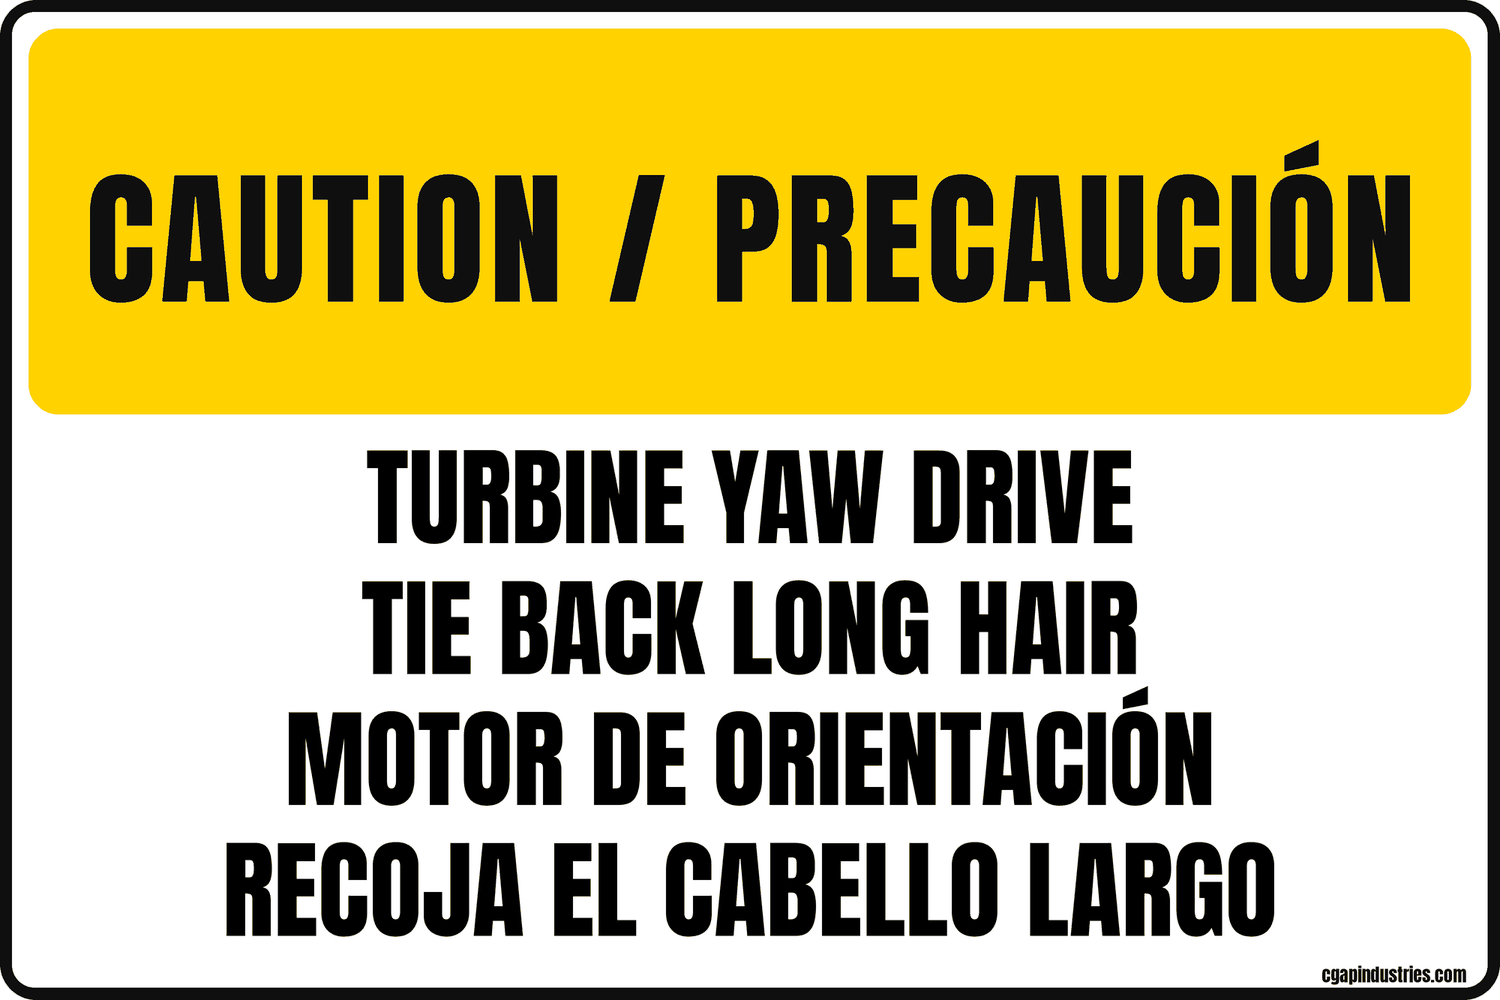 CAUTION / PRECAUCIÓN
TURBINE YAW DRIVE
TIE BACK LONG HAIR
MOTOR DE ORIENTACIÓN
RECOJA EL CABELLO LARGO
cgapindustries.com